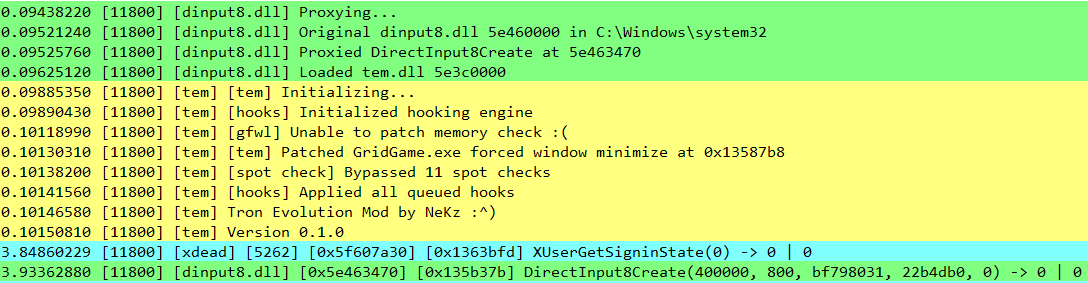 0.09438220 [11800] [dinput8.dll] Proxying...
0.09521240 [11800] [dinput8.dll] Original dinput8.dll 5e460000 in C:\Windows\system32
0.09525760 [11800] [dinput8.dll] Proxied DirectInput8Create at 5e463470
0.09625120 [11800] [dinput8.dll] Loaded tem.dll 5e3c0000
0.09885350 [11800] [tem] [tem] Initializing...
0.09890430 [11800] [tem] [hooks] Initialized hooking engine
0.10118990 [11800] [tem] [gfwl] Unable to patch memory check :(
0.10130310 [11800] [tem] [tem] Patched GridGame.exe forced window minimize at 0x13587b8
0.10138200 [11800] [tem] [spot check] Bypassed 11 spot checks
0.10141560 [11800] [tem] [hooks] Applied all queued hooks
0.10146580 [11800] [tem] Tron Evolution Mod by NeKz :^)
0.10150810 [11800] [tem] Version 0.1.0
3.84860229 [11800] [xdead] [5262] [0x5f607a30] [0x1363bfd] XUserGetSigninState(0) -> 0 | 0
3.93362880 [11800] [dinput8.dll] [0x5e463470] [0x135b37b] DirectInput8Create(400000, 800, bf798031, 22b4db0, 0) -> 0 | 0